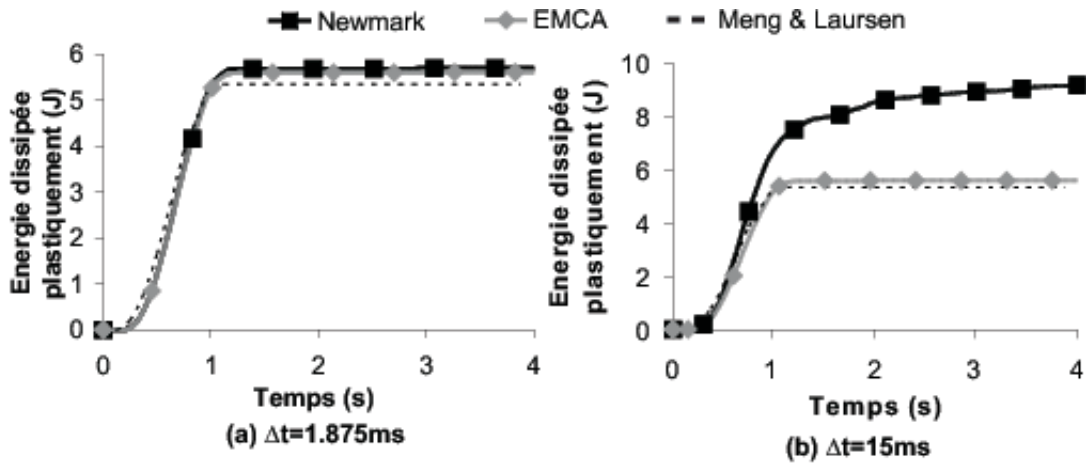 Newmark EMCA Meng & Laursen
Energie dissipée
plastiquement (J)
6
5
4
3
2
1
0
0 1 2 3 4
Temps (s)
(a) Δt=1.875ms
Energie dissipée
plastiquement (J)
10
8
6
4
2
0
0 1 2 3 4
Temps (s)
(b) Δt=15ms